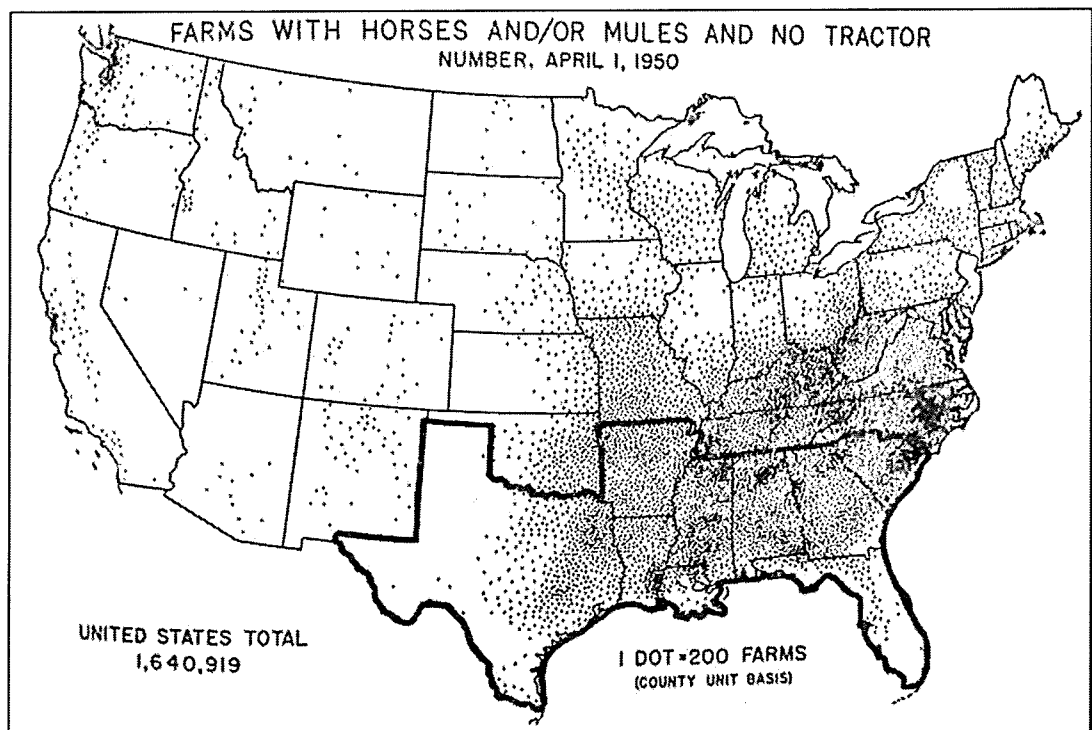 FARMS WITH HORSES AND/OR MULES AND NO TRACTOR
NUMBER, APRIL 1, 1950
UNITED STATES TOTAL
1,640,919
1 DOT=200 FARMS
(COUNTY UNIT BASIS)